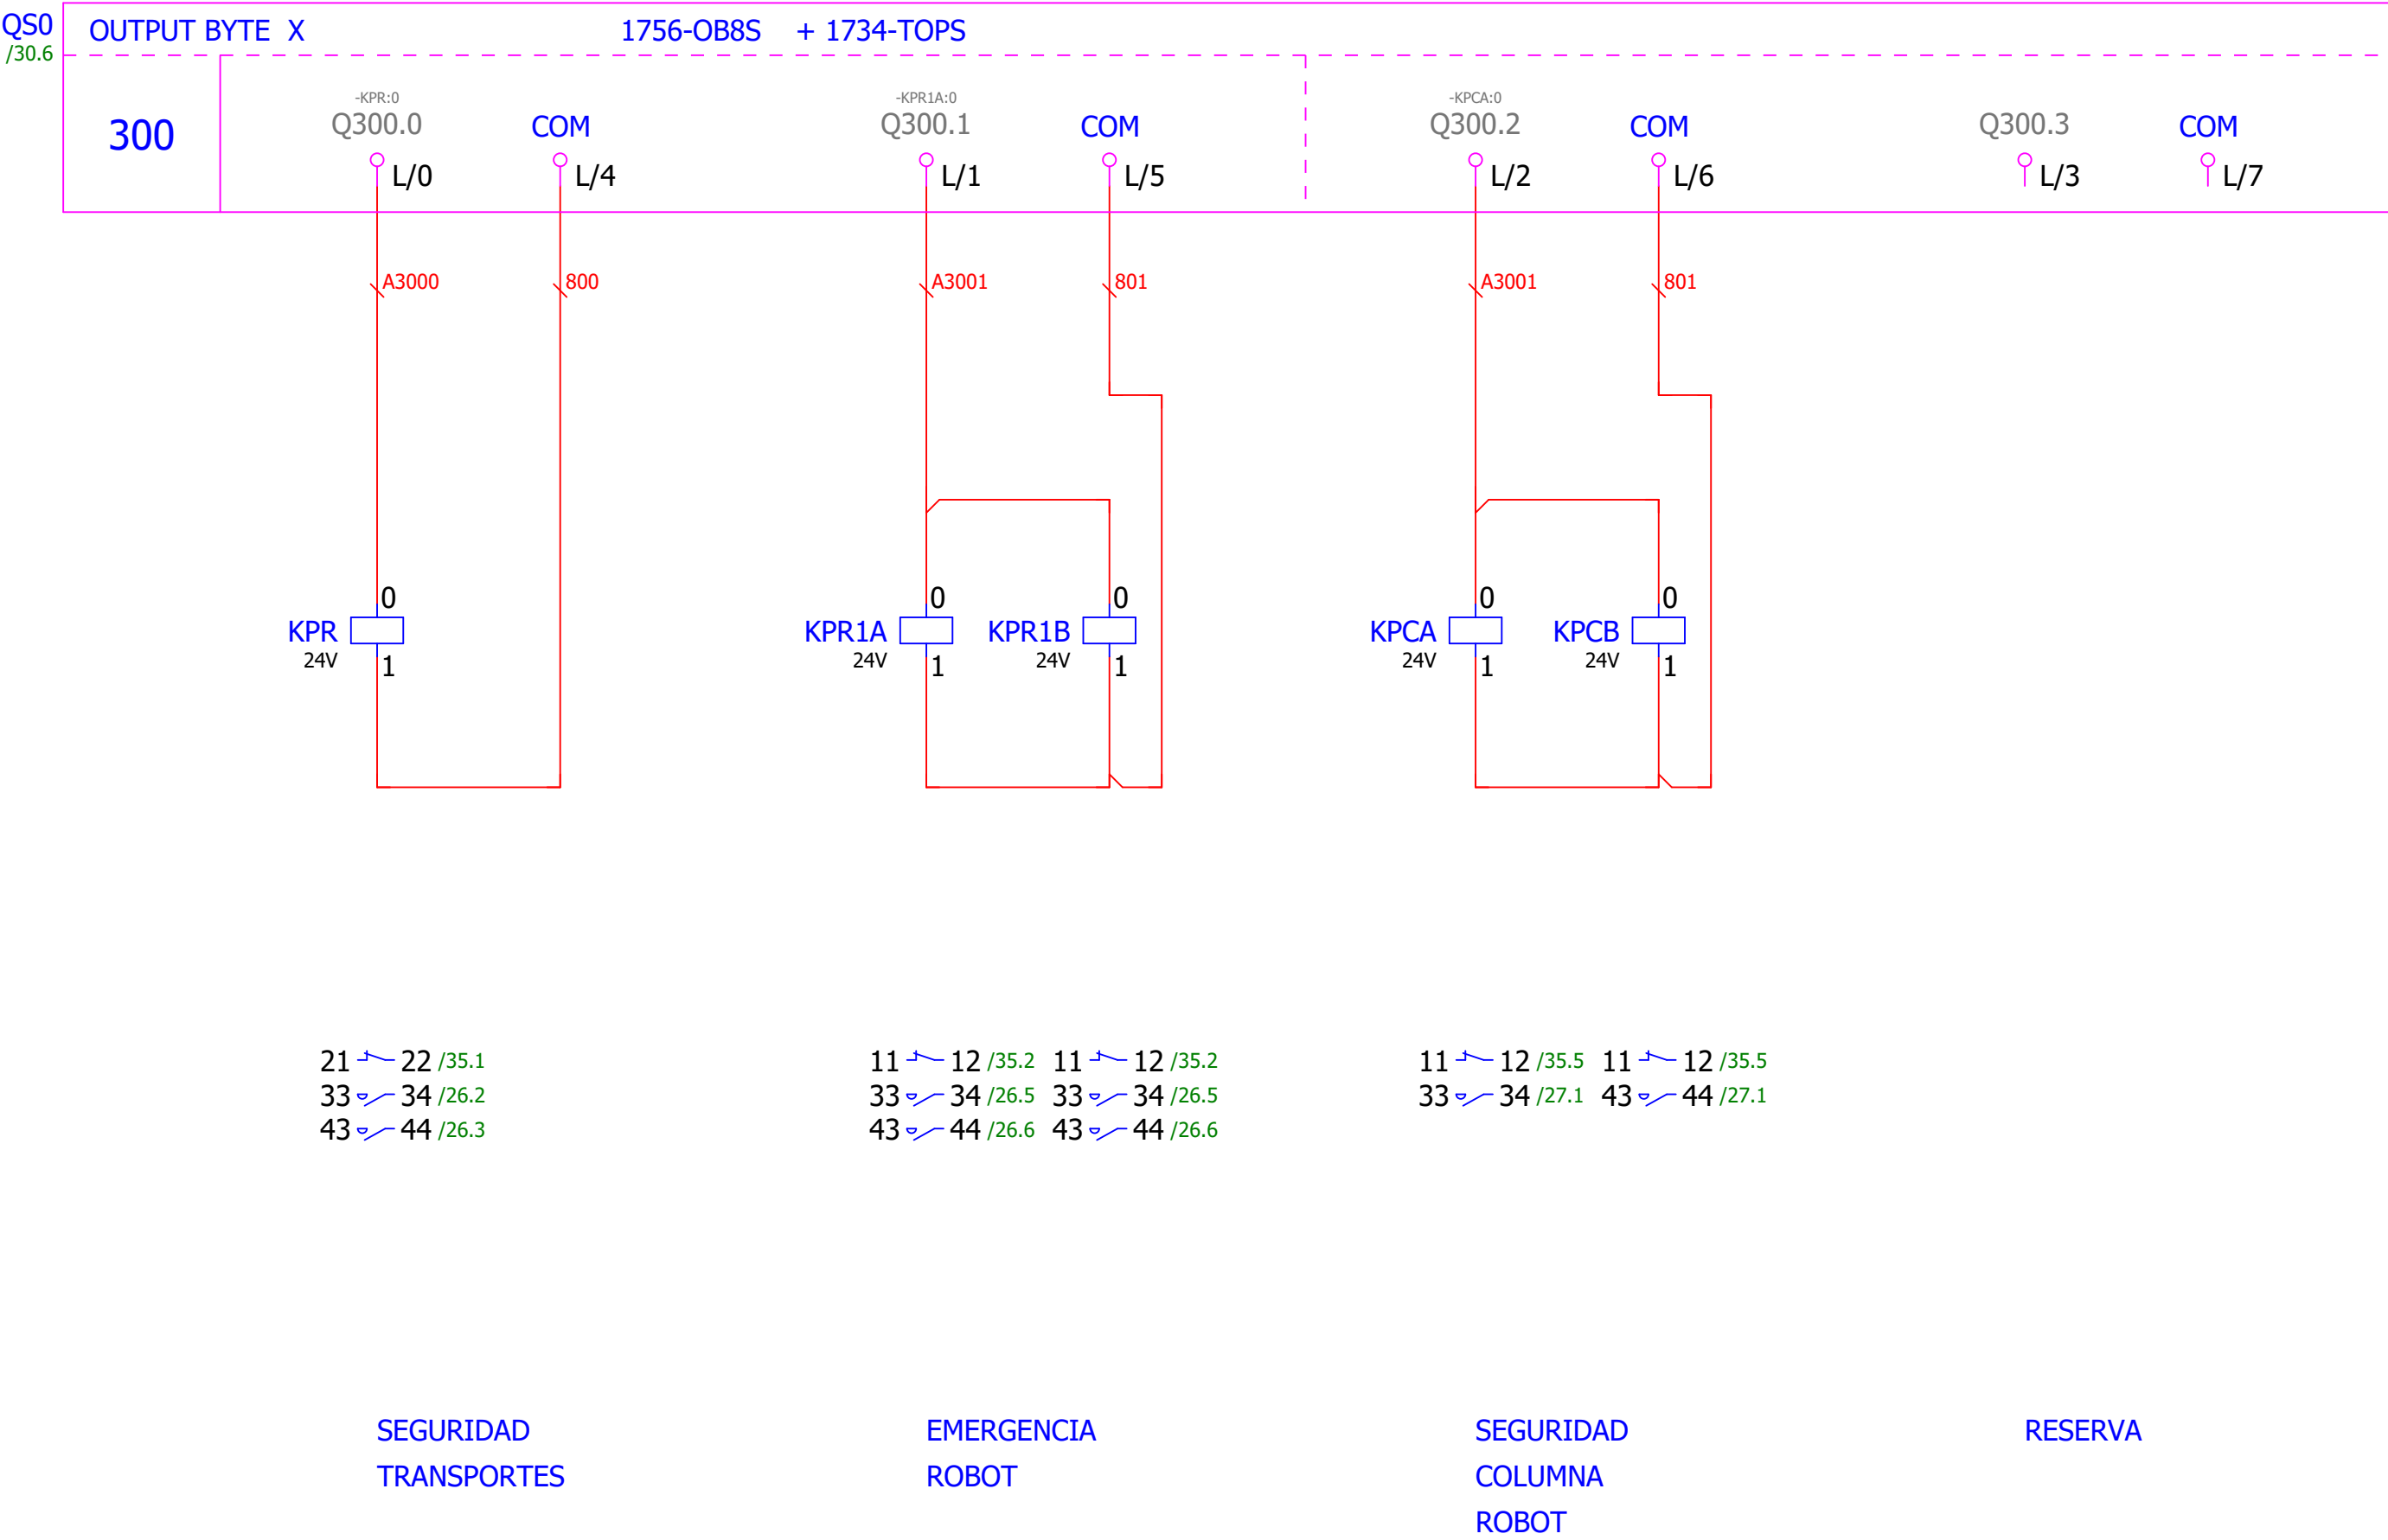 QS0 OUTPUT BYTE X 1756-OB8S + 1734-TOPS
/30.6
-KPR:0 -KPR1A:0 -KPCA:0
300 Q300.0 COM Q300.1 COM Q300.2 COM Q300.3 COM
L/0 L/4 L/1 L/5 L/2 L/6 L/3 L/7
A3000 800 A3001 801 A3001 801
0 0 0 0 0
KPR KPR1A KPR1B KPCA KPCB
24V 1 24V 1 24V 1 24V 1 24V 1
21 22 /35.1 11 12 /35.2 11 12 /35.2 11 12 /35.5 11 12 /35.5
33 34 /26.2 33 34 /26.5 33 34 /26.5 33 34 /27.1 43 44 /27.1
43 44 /26.3 43 44 /26.6 43 44 /26.6
SEGURIDAD EMERGENCIA SEGURIDAD RESERVA
TRANSPORTES ROBOT COLUMNA
ROBOT